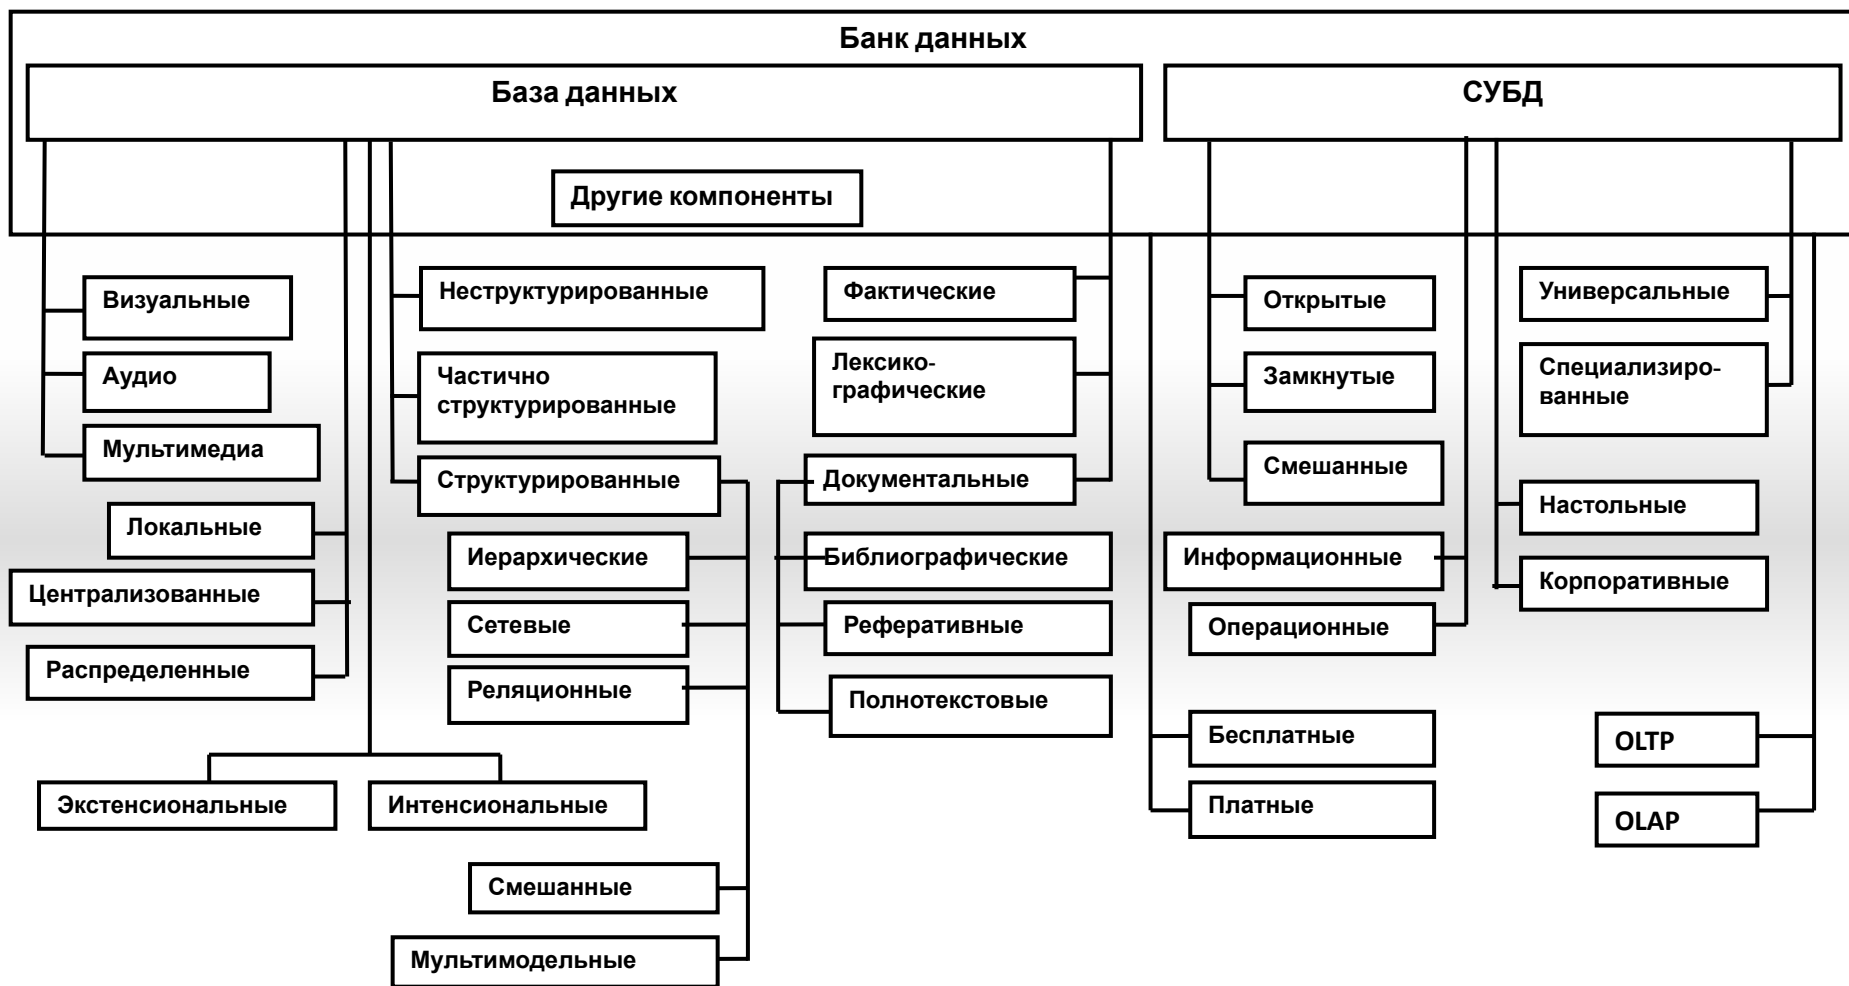 Банк данных
База данных
СУБД
Другие компоненты
Визуальные
Аудио
Мультимедиа
Локальные
Централизованные
Распределенные
Экстенсиональные
Интенсиональные
Неструктурированные
Частично
структурированные
Структурированные
Иерархические
Сетевые
Реляционные
Смешанные
Мультимодельные
Фактические
Лексико-
графические
Документальные
Библиографические
Реферативные
Полнотекстовые
Открытые
Замкнутые
Смешанные
Информационные
Операционные
Бесплатные
Платные
Универсальные
Специализиро-
ванные
Настольные
Корпоративные
OLTP
OLAP